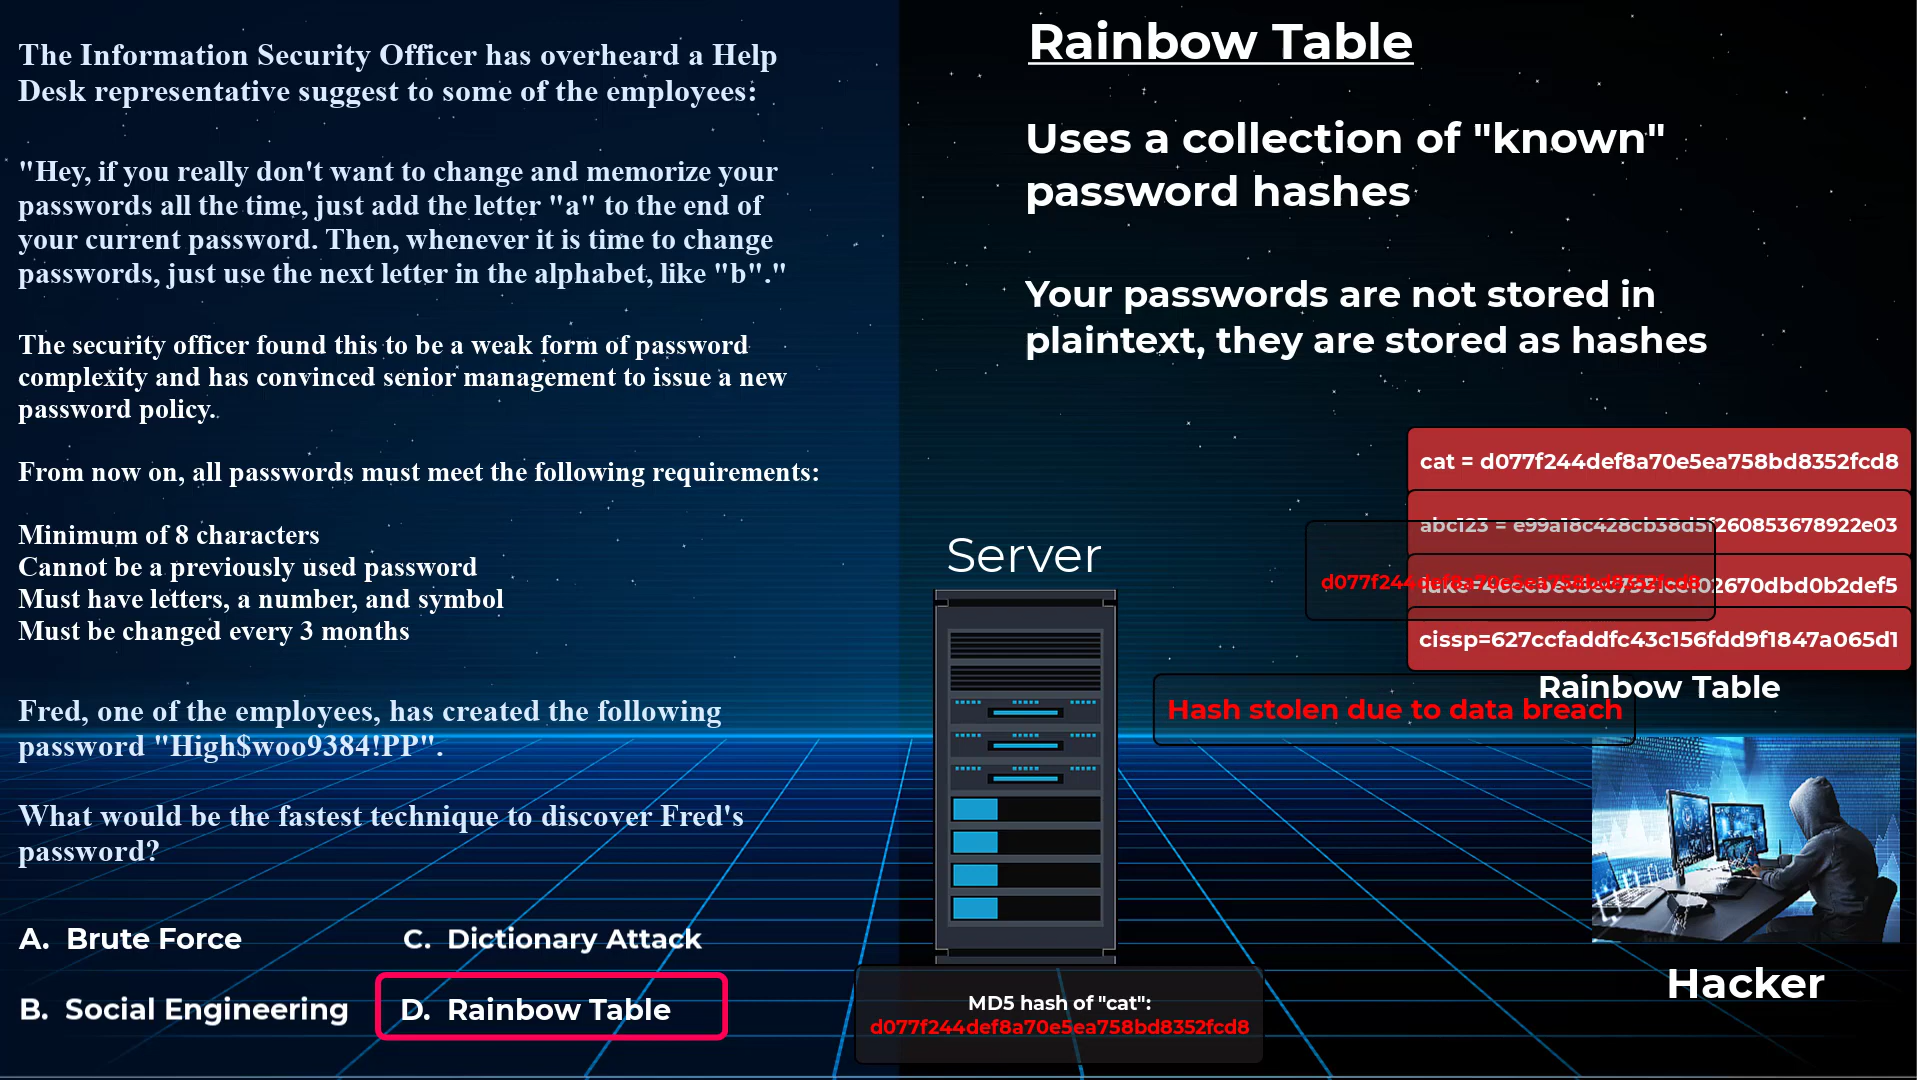 The Information Security Officer has overheard a Help
Desk representative suggest to some of the employees:
"Hey, if you really don't want to change and memorize your
passwords all the time, just add the letter "a" to the end of
your current password. Then, whenever it is time to change
passwords, just use the next letter in the alphabet, like "b"."
The security officer found this to be a weak form of password
complexity and has convinced senior management to issue a new
password policy.
From now on, all passwords must meet the following requirements:
Minimum of 8 characters
Cannot be a previously used password
Must have letters, a number, and symbol
Must be changed every 3 months
Fred, one of the employees, has created the following
password "High$woo9384!PP".
What would be the fastest technique to discover Fred's
password?
A. Brute Force
B. Social Engineering
C. Dictionary Attack
D. Rainbow Table
Rainbow Table
Uses a collection of "known"
password hashes
Your passwords are not stored in
plaintext, they are stored as hashes
cat = d077f244def8a70e5ea758bd8352fcd8
abc123 = e99a18c428cb38d5f260853678922e03
d077f244def8a70e5ea758bd8352fcd8
cissp=627ccfaddfc43c156fdd9f1847a065d1
Rainbow Table
Server
Hash stolen due to data breach
Hacker
MD5 hash of "cat":
d077f244def8a70e5ea758bd8352fcd8